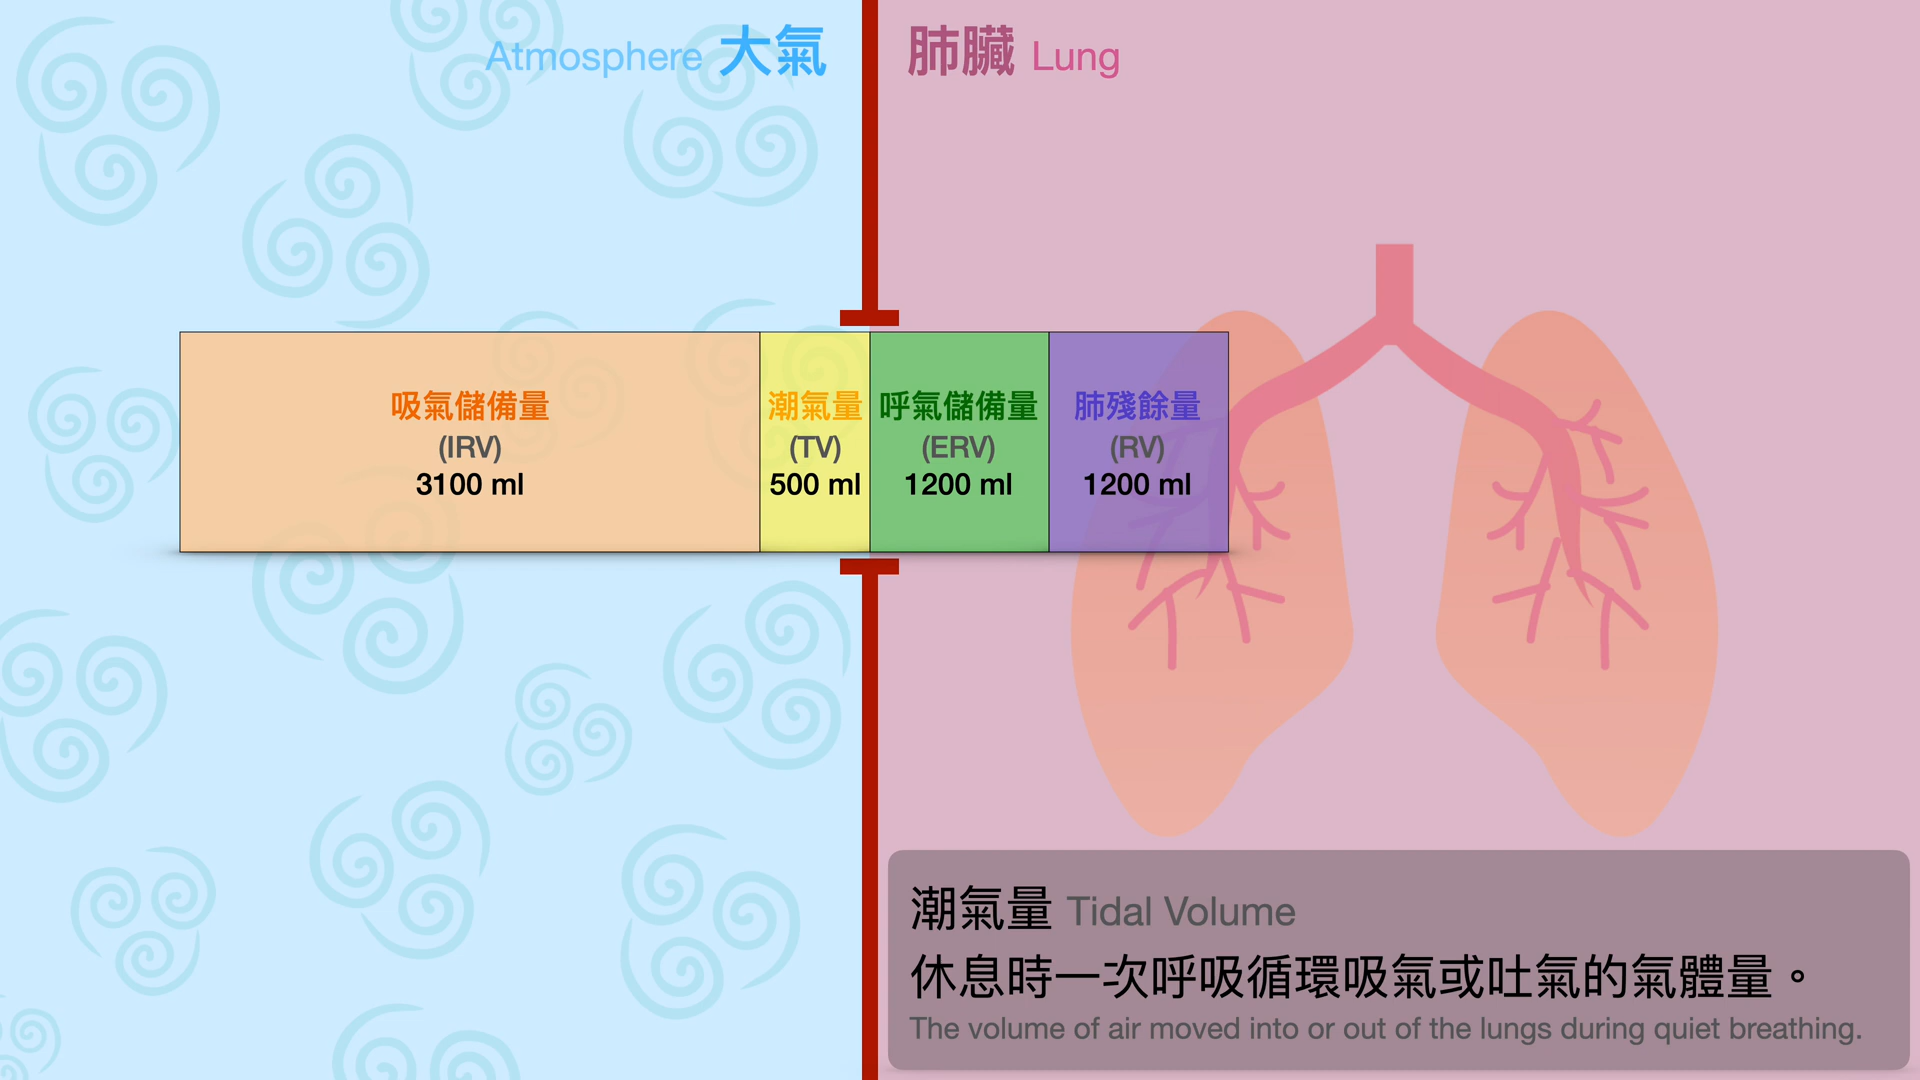 Atmosphere 大氣
肺臟 Lung
吸氣儲備量
(IRV)
3100 ml
潮氣量
(TV)
500 ml
呼氣儲備量
(ERV)
1200 ml
肺殘餘量
(RV)
1200 ml
潮氣量 Tidal Volume
休息時一次呼吸循環吸氣或吐氣的氣體量。
The volume of air moved into or out of the lungs during quiet breathing.